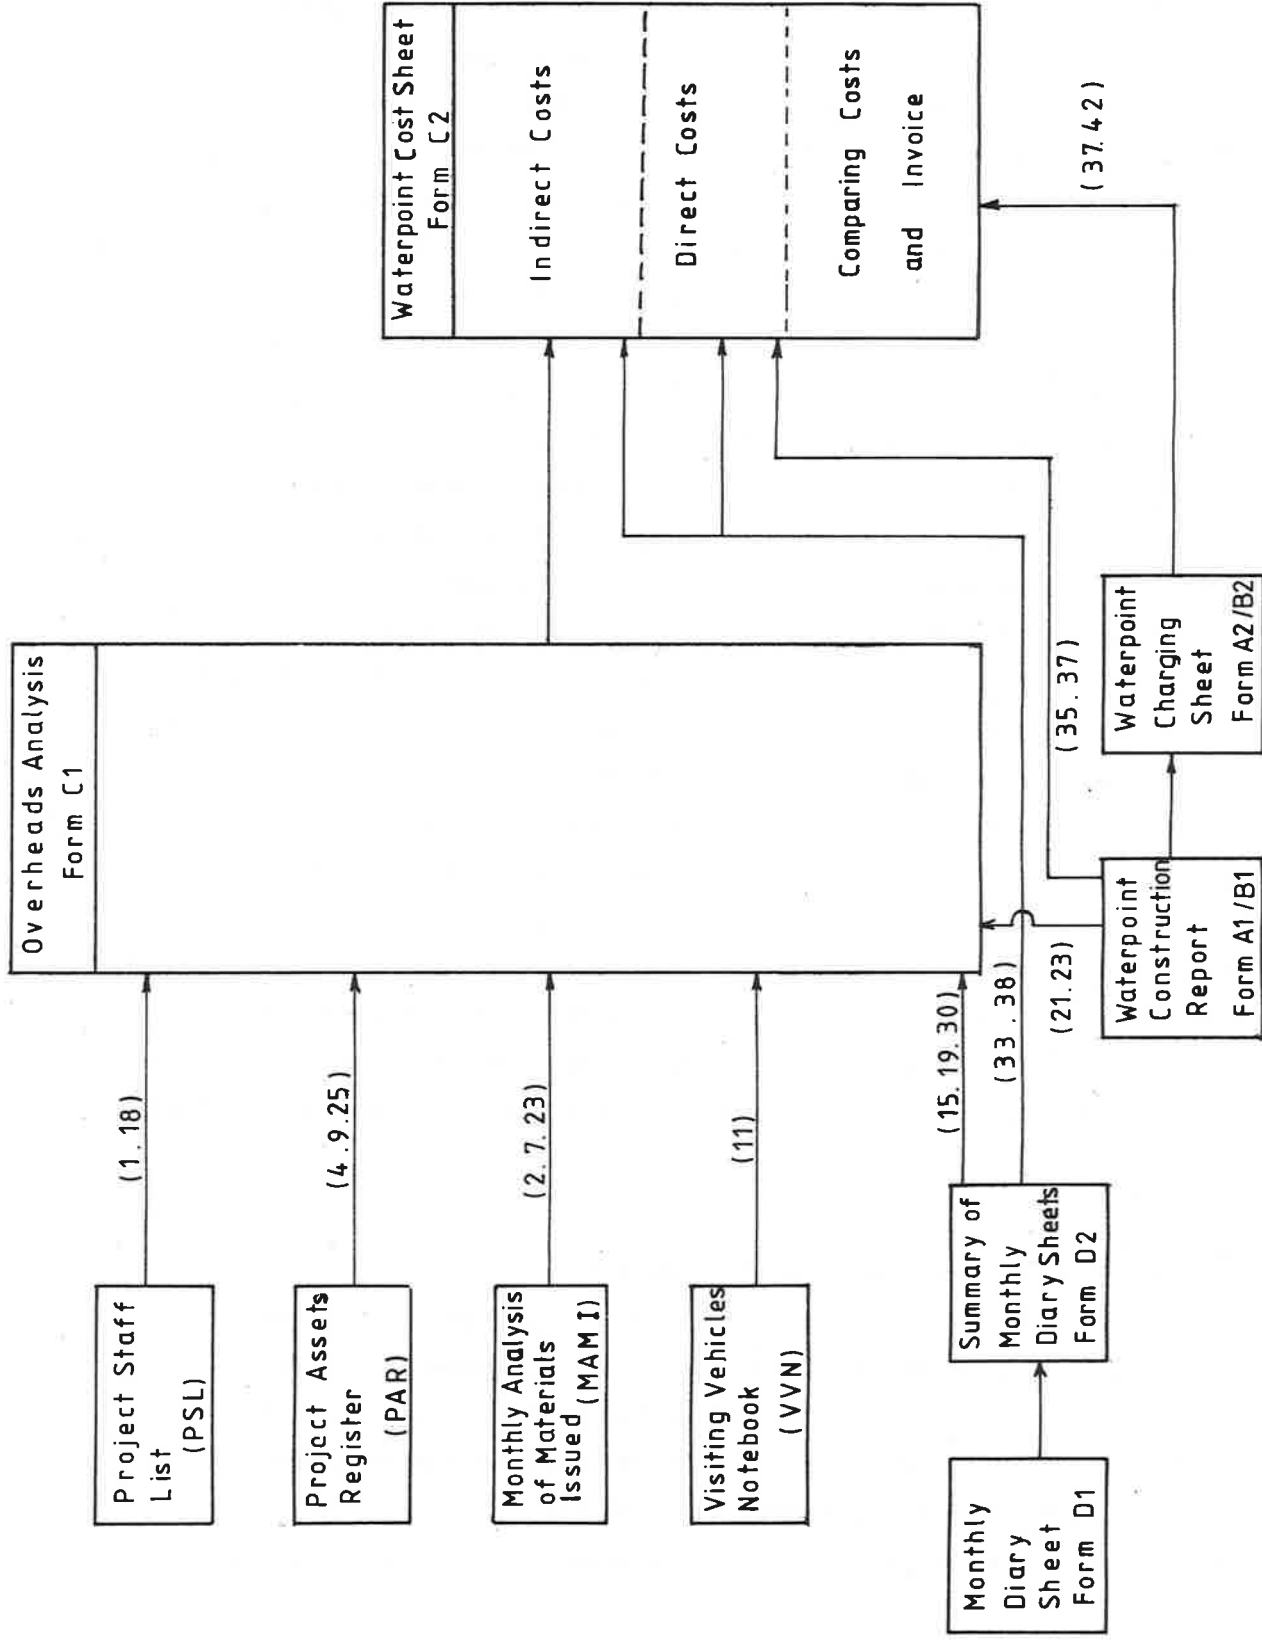 Project Staff
List
(PSL)
(1.18)
Project Assets
Register
(PAR)
(4.9.25)
Monthly Analysis
of Materials
Issued
(MAM I)
(2.7.23)
Visiting Vehicles
Notebook
(VVN)
(11)
Monthly
Diary
Sheet
Form D1
Summary of
Monthly
Diary Sheets
Form D2
(15.19.30)
(33.38)
(21.23)
Waterpoint
Construction
Report
Form A1/B1
(35.37)
Waterpoint
Charging
Sheet
Form A2/B2
(37.42)
Overheads Analysis
Form C1
Waterpoint Cost Sheet
Form C2
Indirect Costs
Direct Costs
Comparing Costs
and Invoice